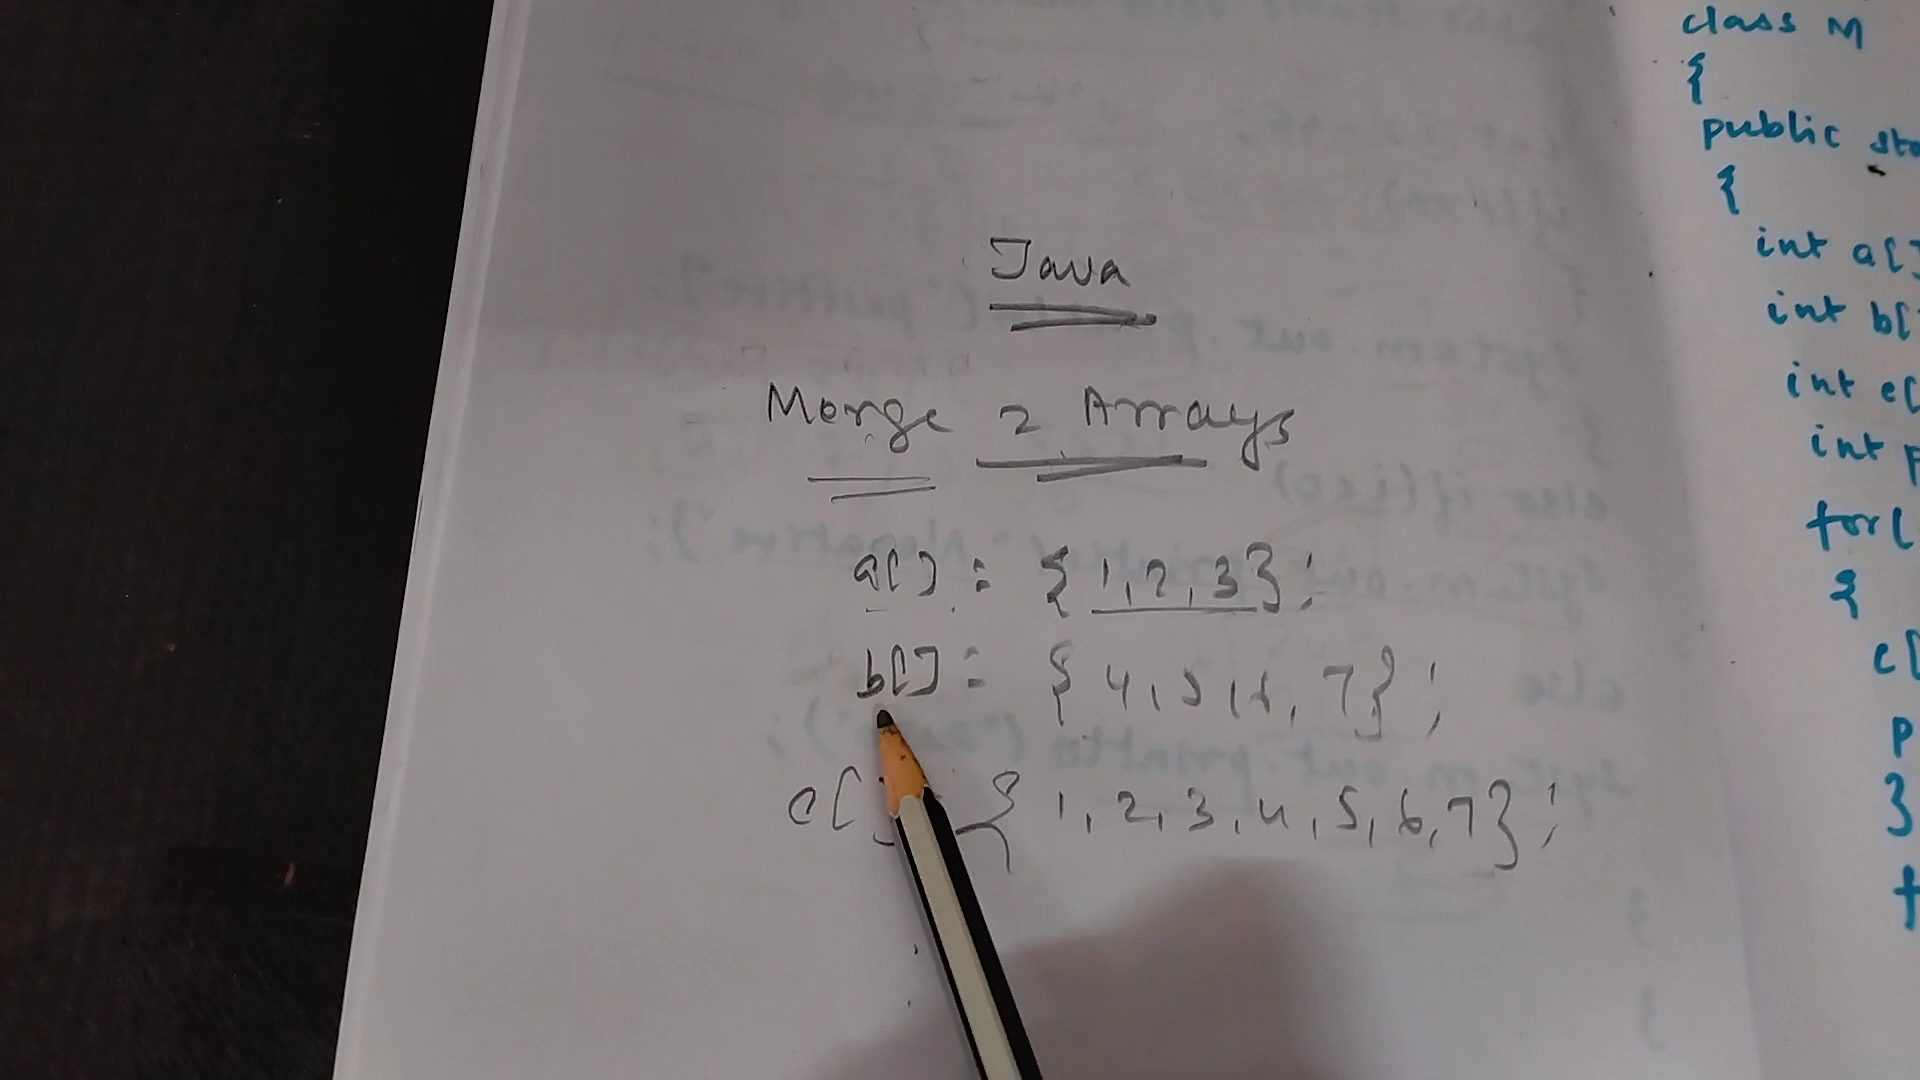 Java
Merge 2 Arrays
a[] = {1,2,3};
b[] = {4,5,6,7};
c[] = {1,2,3,4,5,6,7};
class M
{
public sta
{
int a[]
int b[
int c[
int p
for(
{
c[
p
}
f